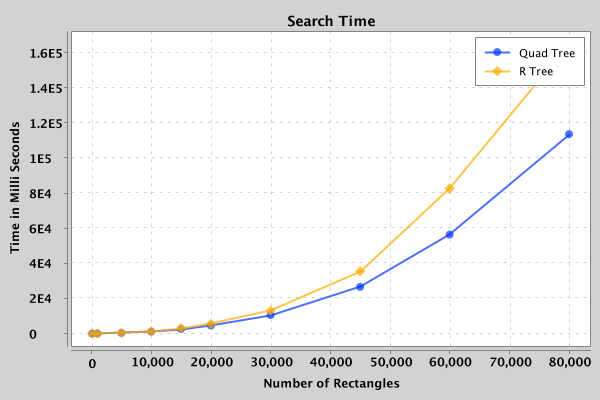 Search Time
Quad Tree
R Tree
1.6E5
1.4E5
1.2E5
1E5
8E4
6E4
4E4
2E4
0
Time in Milli Seconds
0 10,000 20,000 30,000 40,000 50,000 60,000 70,000 80,000
Number of Rectangles